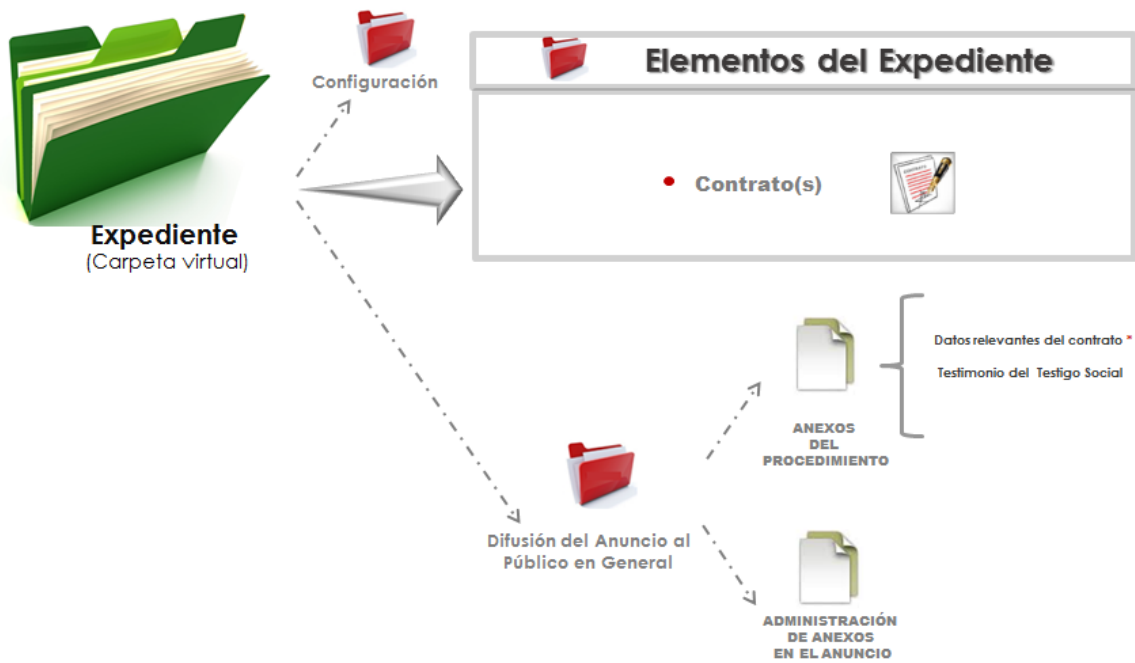 Configuración
Elementos del Expediente
• Contrato(s)
CONTRATO
Expediente
(Carpeta virtual)
Datos relevantes del contrato *
Testimonio del Testigo Social
ANEXOS
DEL
PROCEDIMIENTO
Difusión del Anuncio al
Público en General
ADMINISTRACIÓN
DE ANEXOS
EN EL ANUNCIO